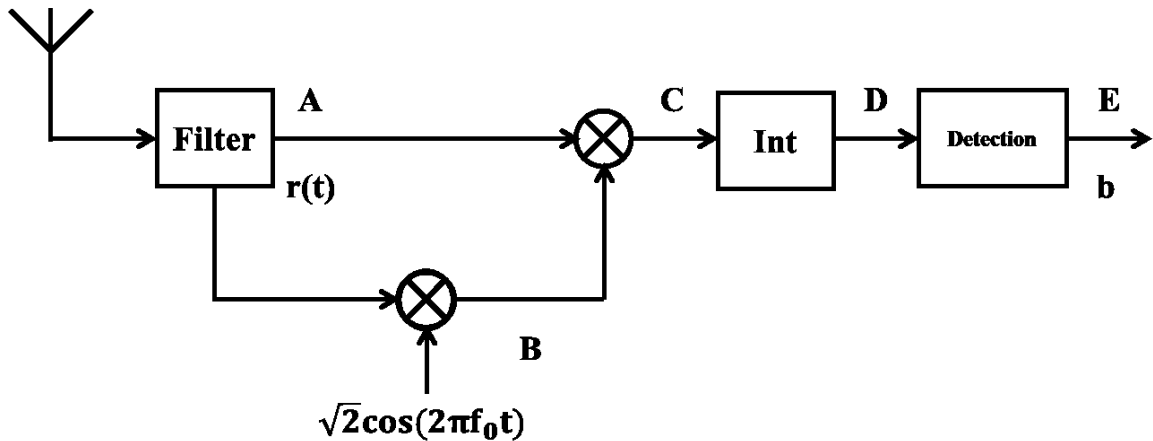 A
C
D
E
Filter
Int
Detection
r(t)
b
B
√2cos(2πf₀t)